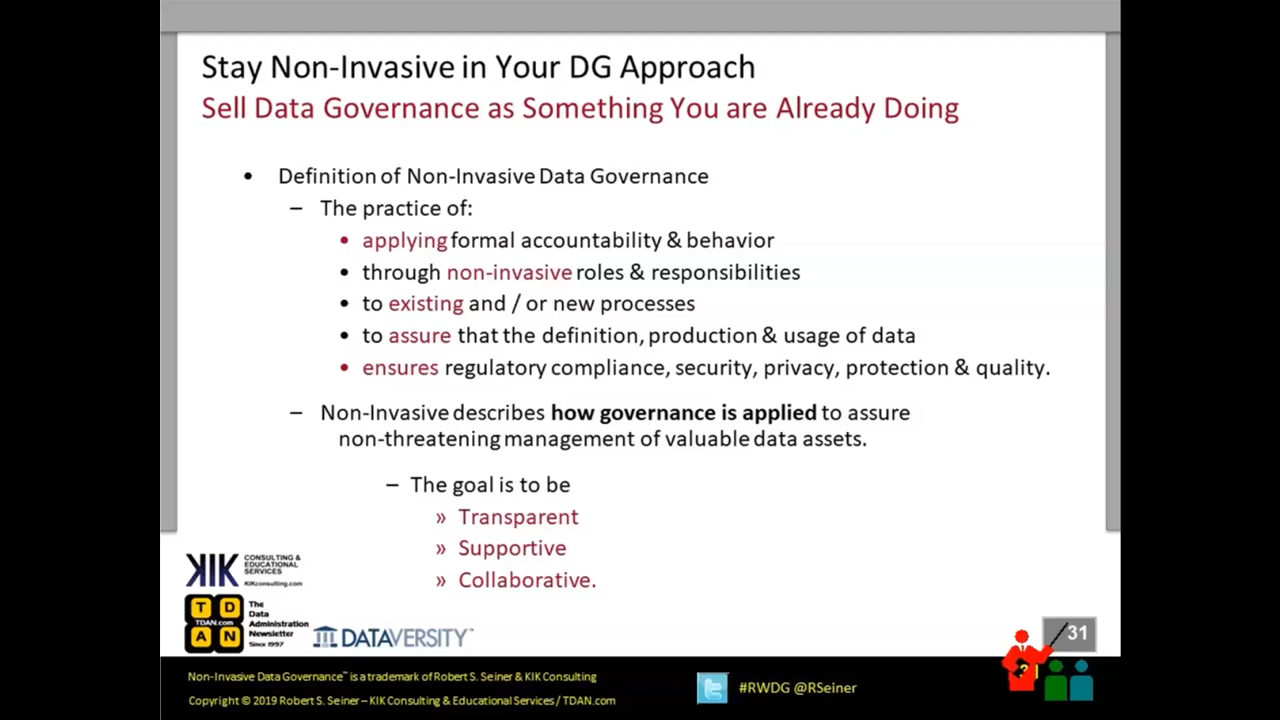 Stay Non-Invasive in Your DG Approach
Sell Data Governance as Something You are Already Doing
• Definition of Non-Invasive Data Governance
– The practice of:
• applying formal accountability & behavior
• through non-invasive roles & responsibilities
• to existing and / or new processes
• to assure that the definition, production & usage of data
• ensures regulatory compliance, security, privacy, protection & quality.
– Non-Invasive describes how governance is applied to assure
non-threatening management of valuable data assets.
– The goal is to be
» Transparent
» Supportive
» Collaborative.
KIK CONSULTING &
EDUCATIONAL
SERVICES
KIKconsulting.com
T D
TDAN.com
A N
The
Data
Administration
Newsletter
Since 1997
DATAVERSITY™
31
Non-Invasive Data Governance™ is a trademark of Robert S. Seiner & KIK Consulting
Copyright © 2019 Robert S. Seiner – KIK Consulting & Educational Services / TDAN.com
#RWDG @RSeiner